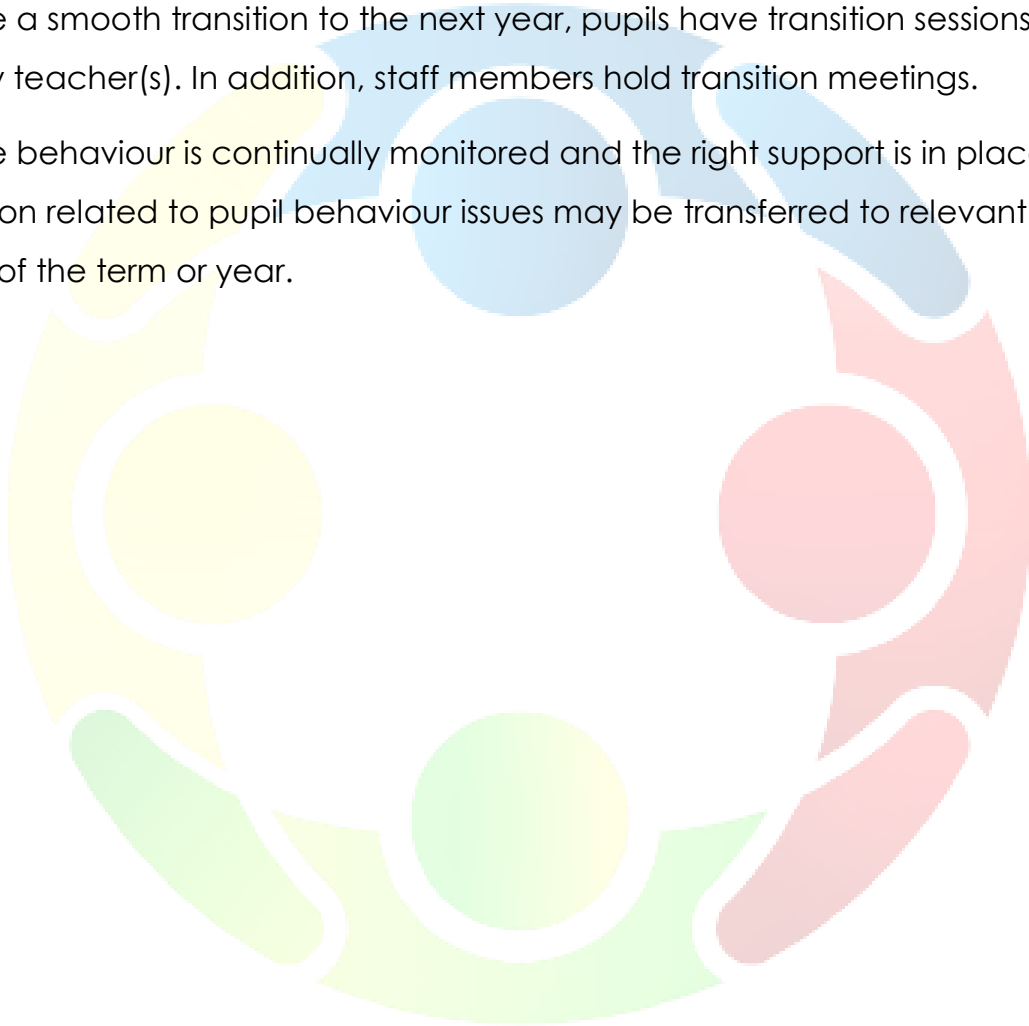 e a smooth transition to the next year, pupils have transition sessions
y teacher(s). In addition, staff members hold transition meetings.
e behaviour is continually monitored and the right support is in plac
on related to pupil behaviour issues may be transferred to relevant
of the term or year.